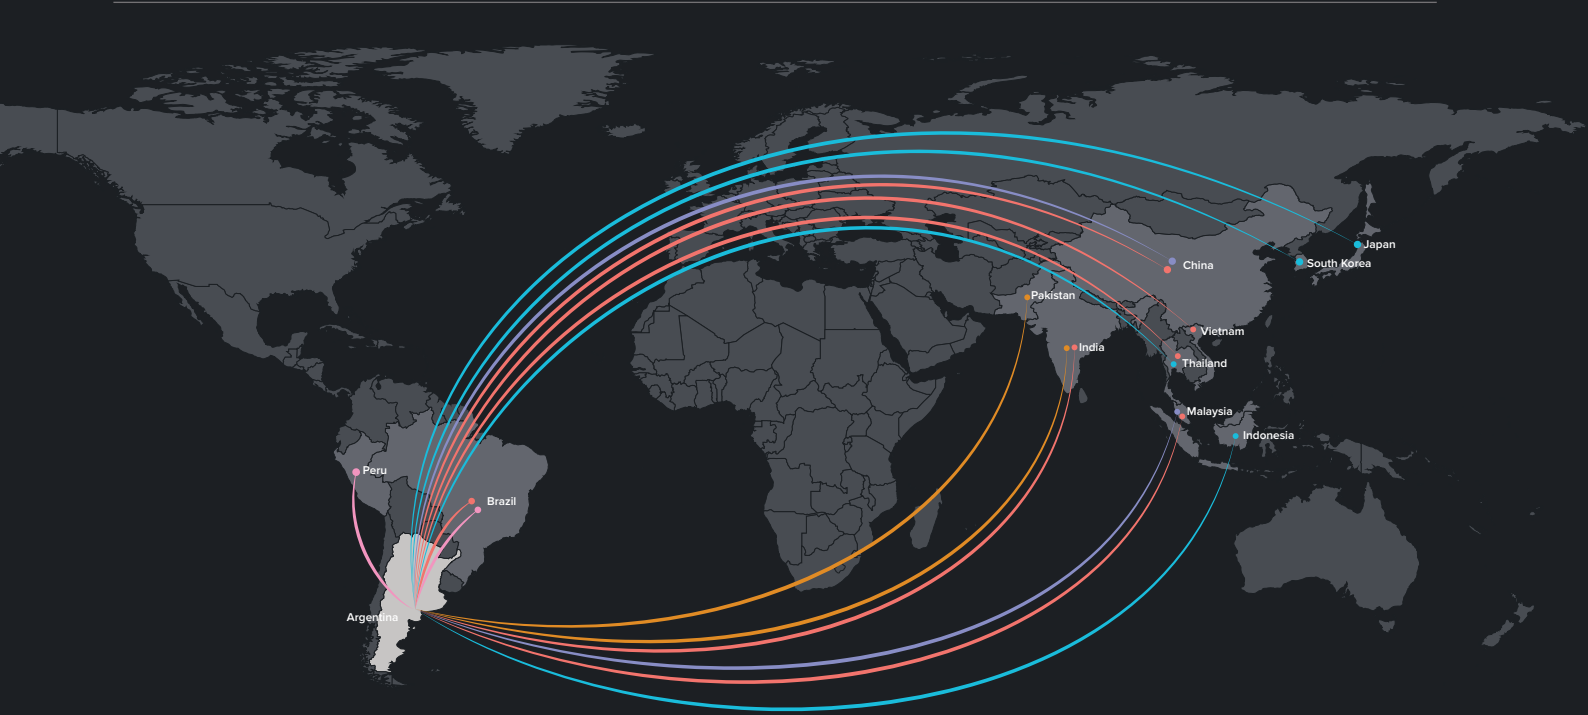 Japan
South Korea
China
Pakistan
Vietnam
India
Thailand
Malaysia
Indonesia
Peru
Brazil
Argentina